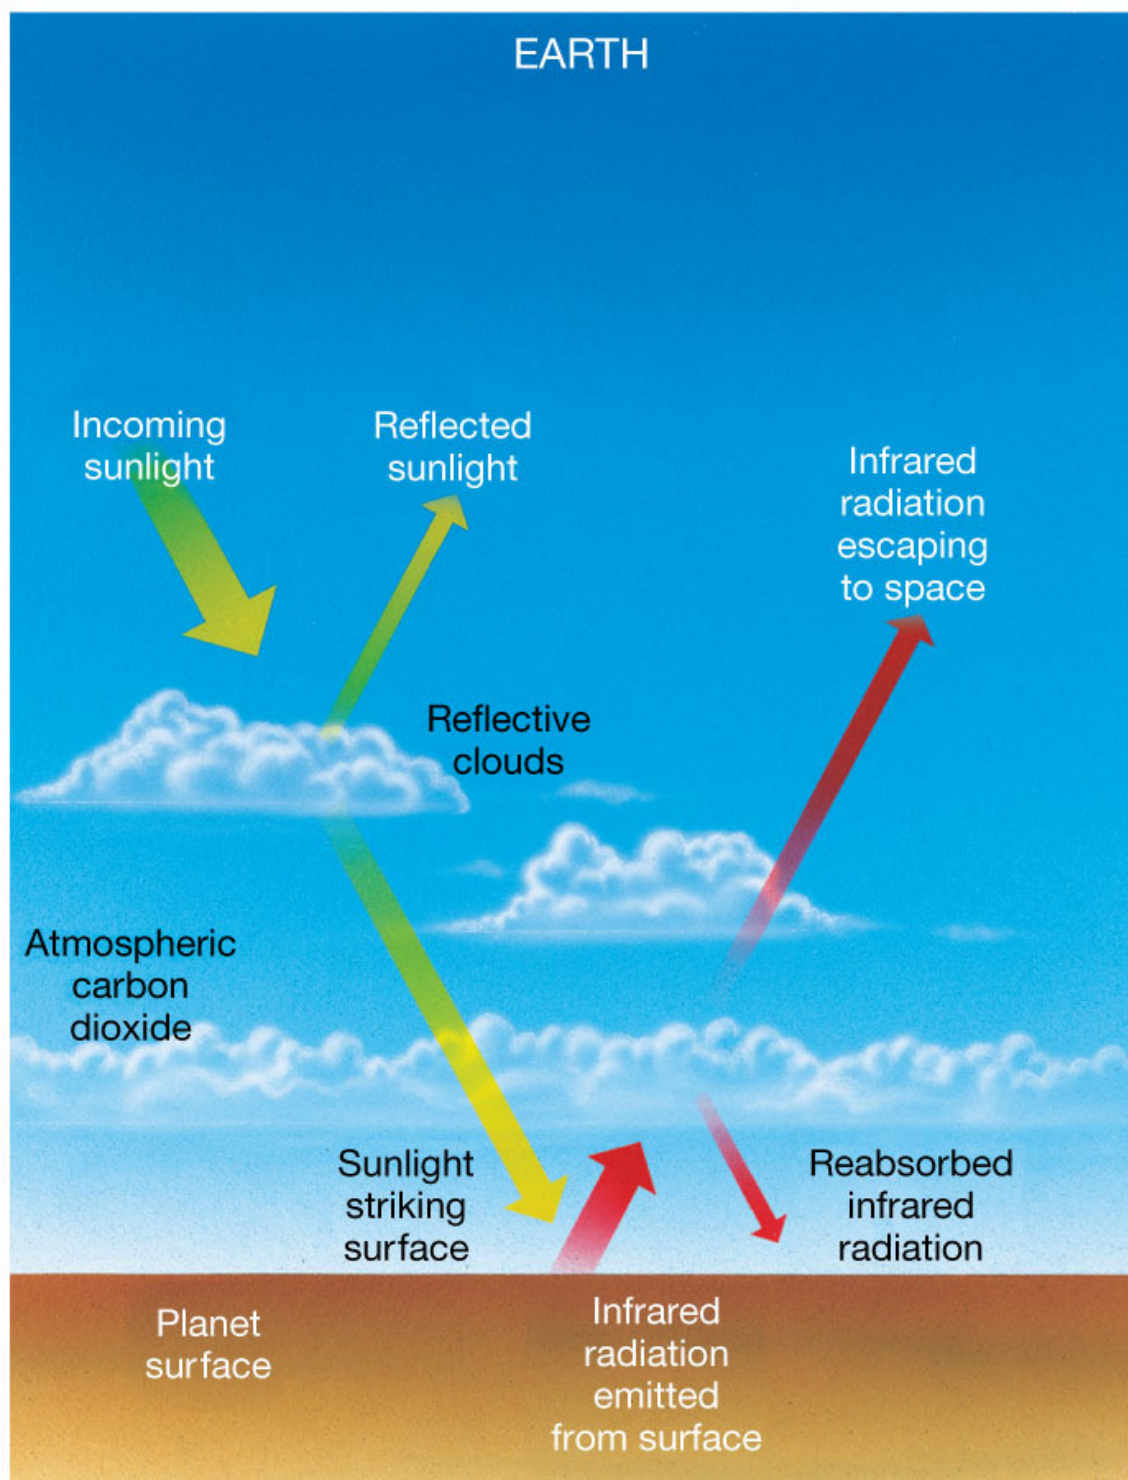 EARTH
Incoming
sunlight
Reflected
sunlight
Infrared
radiation
escaping
to space
Reflective
clouds
Atmospheric
carbon
dioxide
Sunlight
striking
surface
Reabsorbed
infrared
radiation
Planet
surface
Infrared
radiation
emitted
from surface